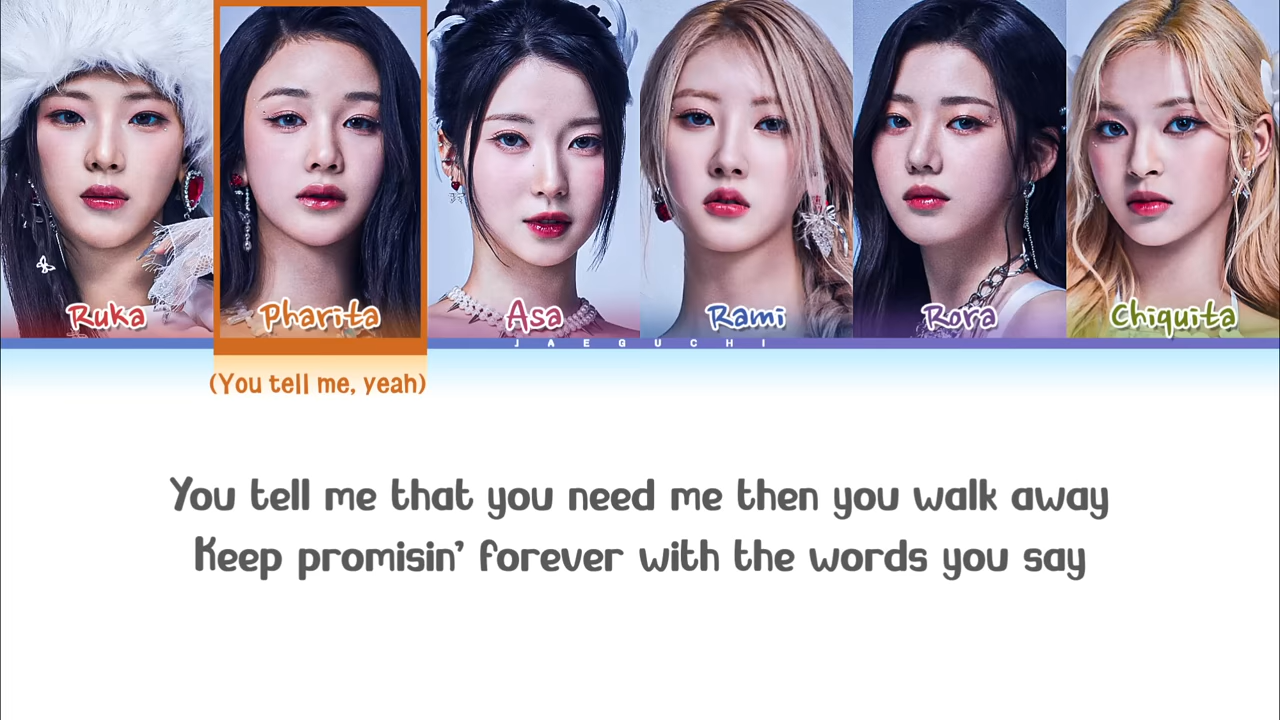 Ruka Pharita Asa Rami Rora Chiquita
JAEGUCHI
(You tell me, yeah)
You tell me that you need me then you walk away
Keep promisin' forever with the words you say